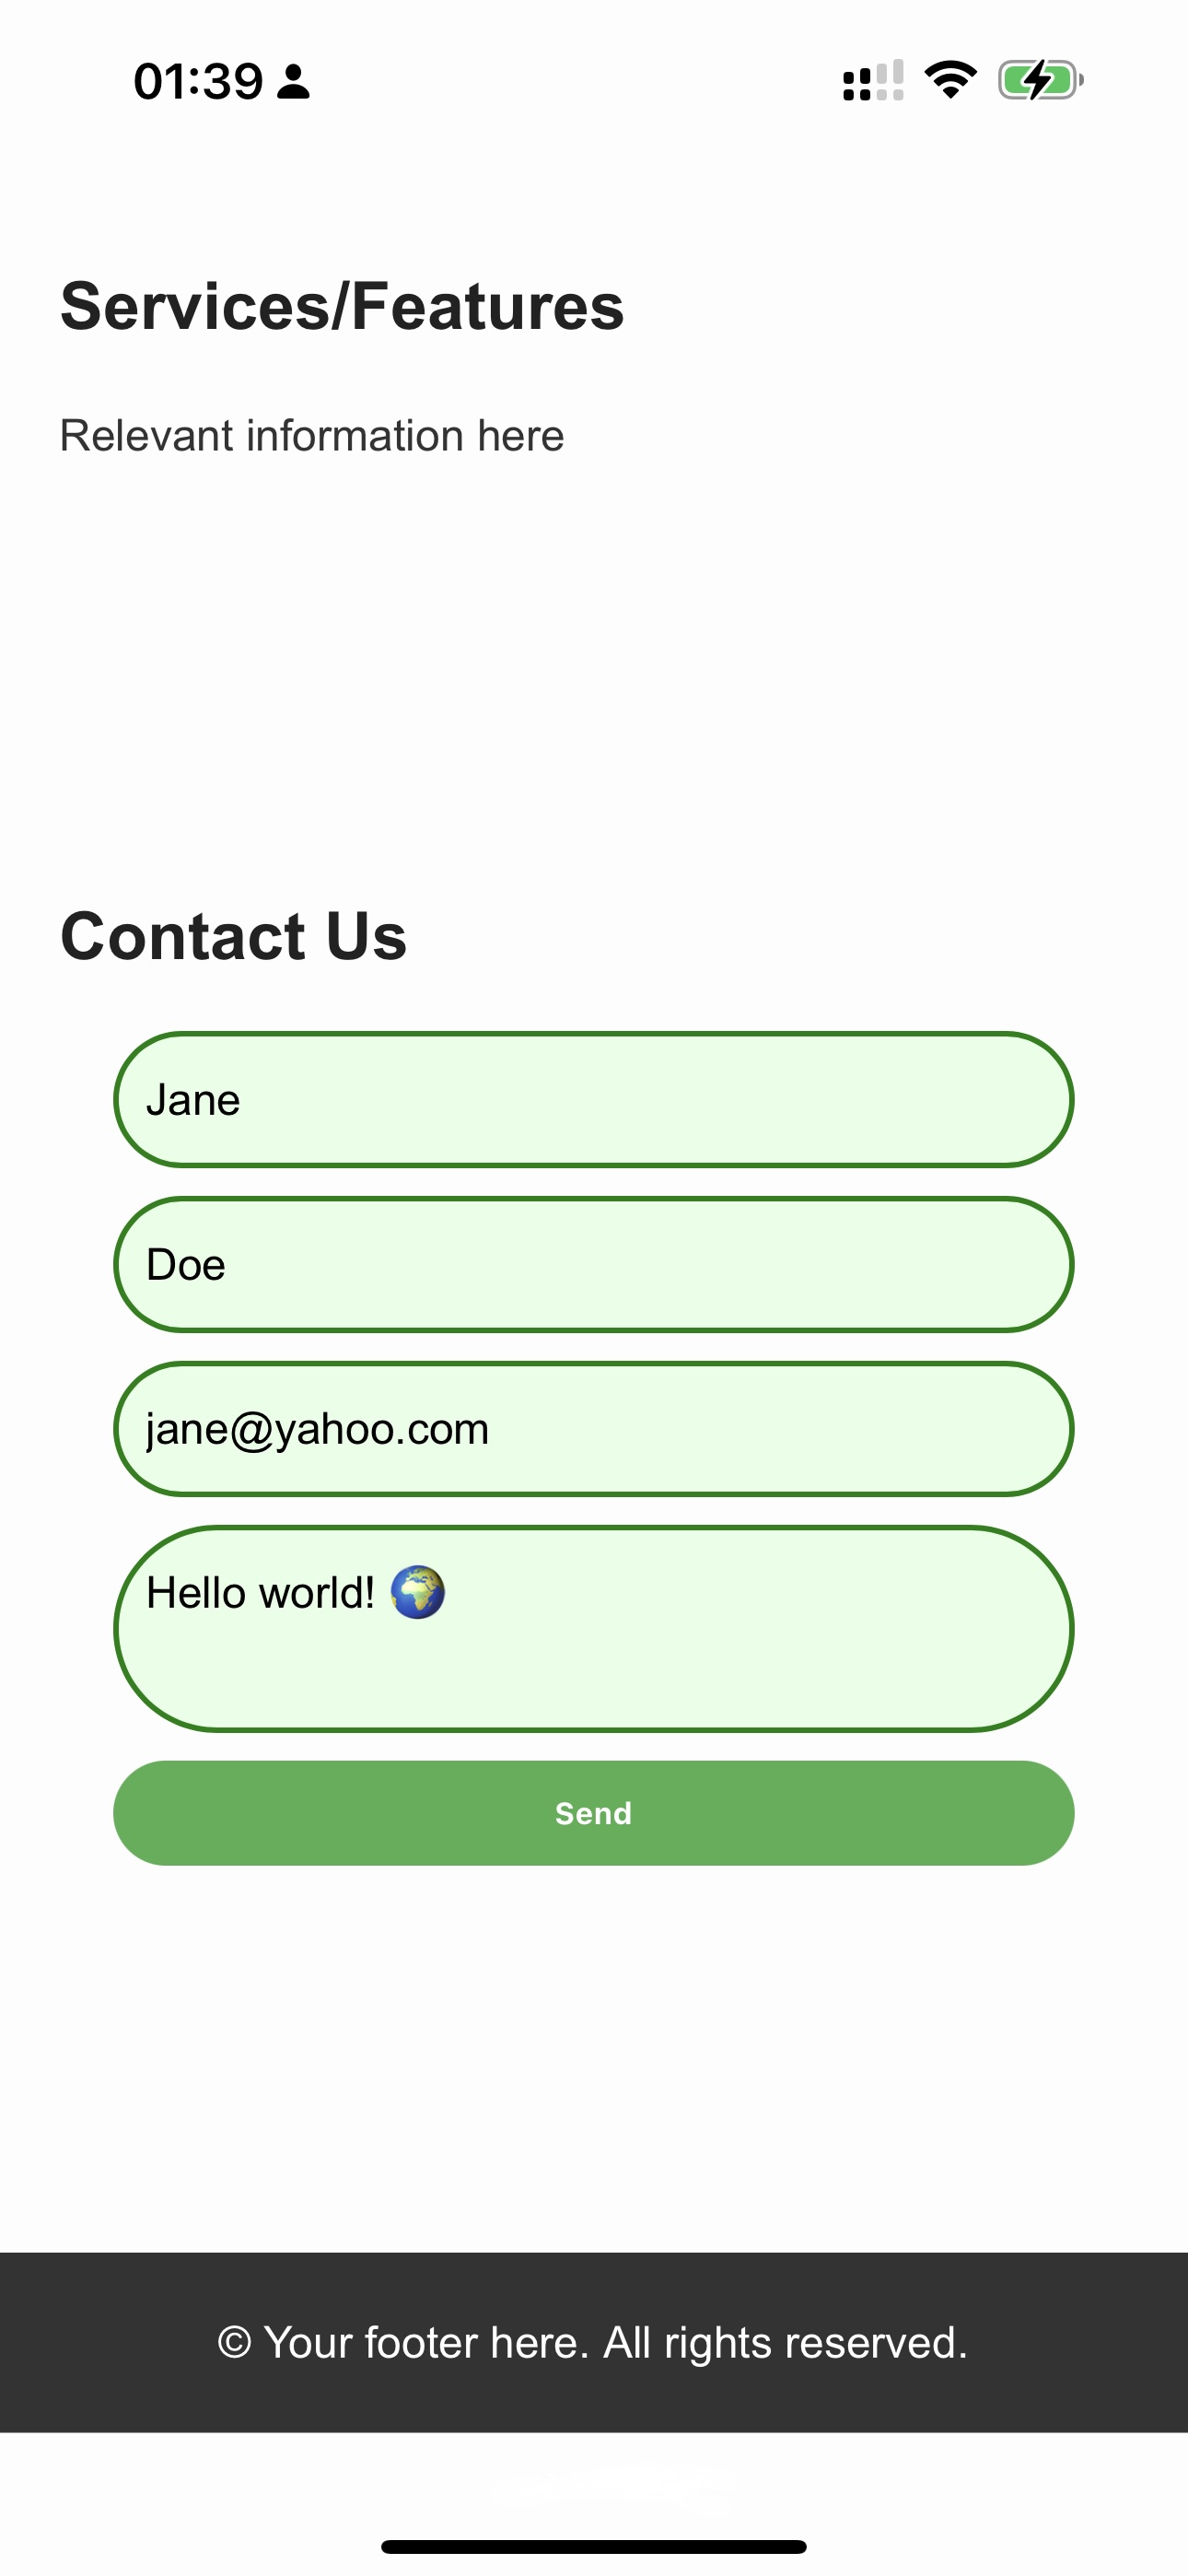 01:39
Services/Features
Relevant information here
Contact Us
Jane
Doe
jane@yahoo.com
Hello world! 🌍
Send
© Your footer here. All rights reserved.